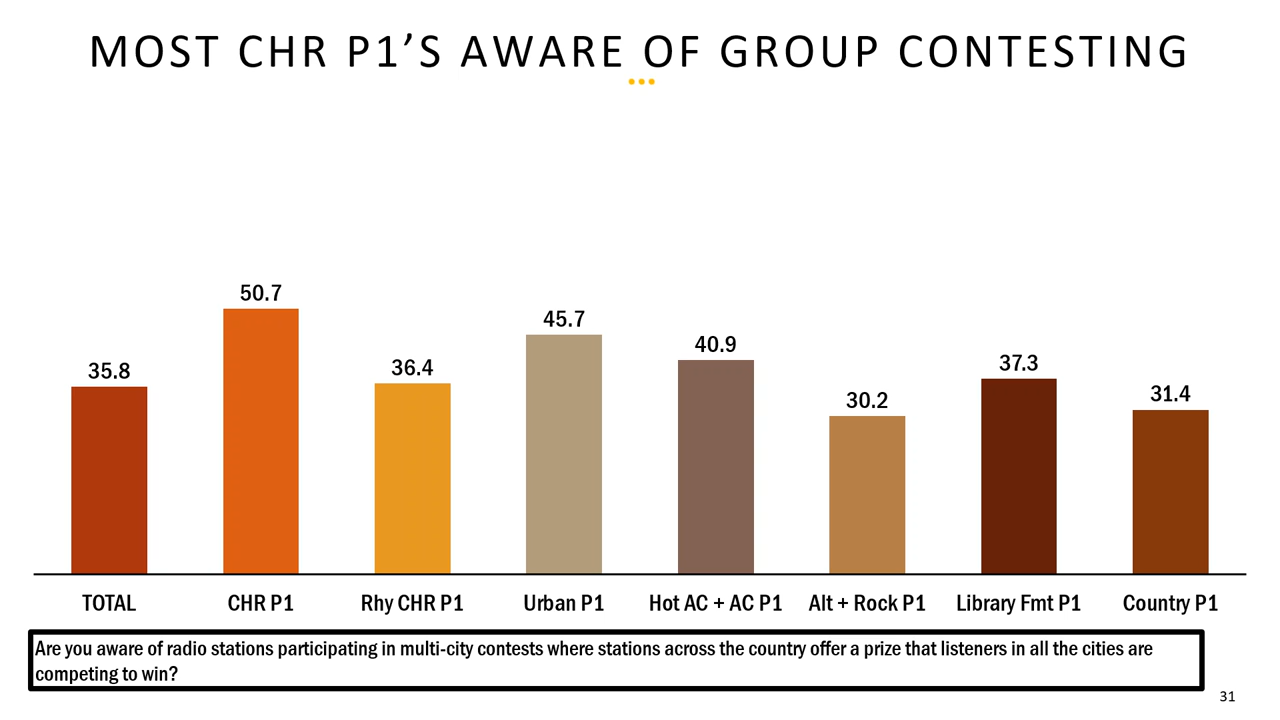 MOST CHR P1’S AWARE OF GROUP CONTESTING
50.7
45.7
40.9
37.3
36.4
35.8
31.4
30.2
TOTAL CHR P1 Rhy CHR P1 Urban P1 Hot AC + AC P1 Alt + Rock P1 Library Fmt P1 Country P1
Are you aware of radio stations participating in multi-city contests where stations across the country offer a prize that listeners in all the cities are
competing to win?
31